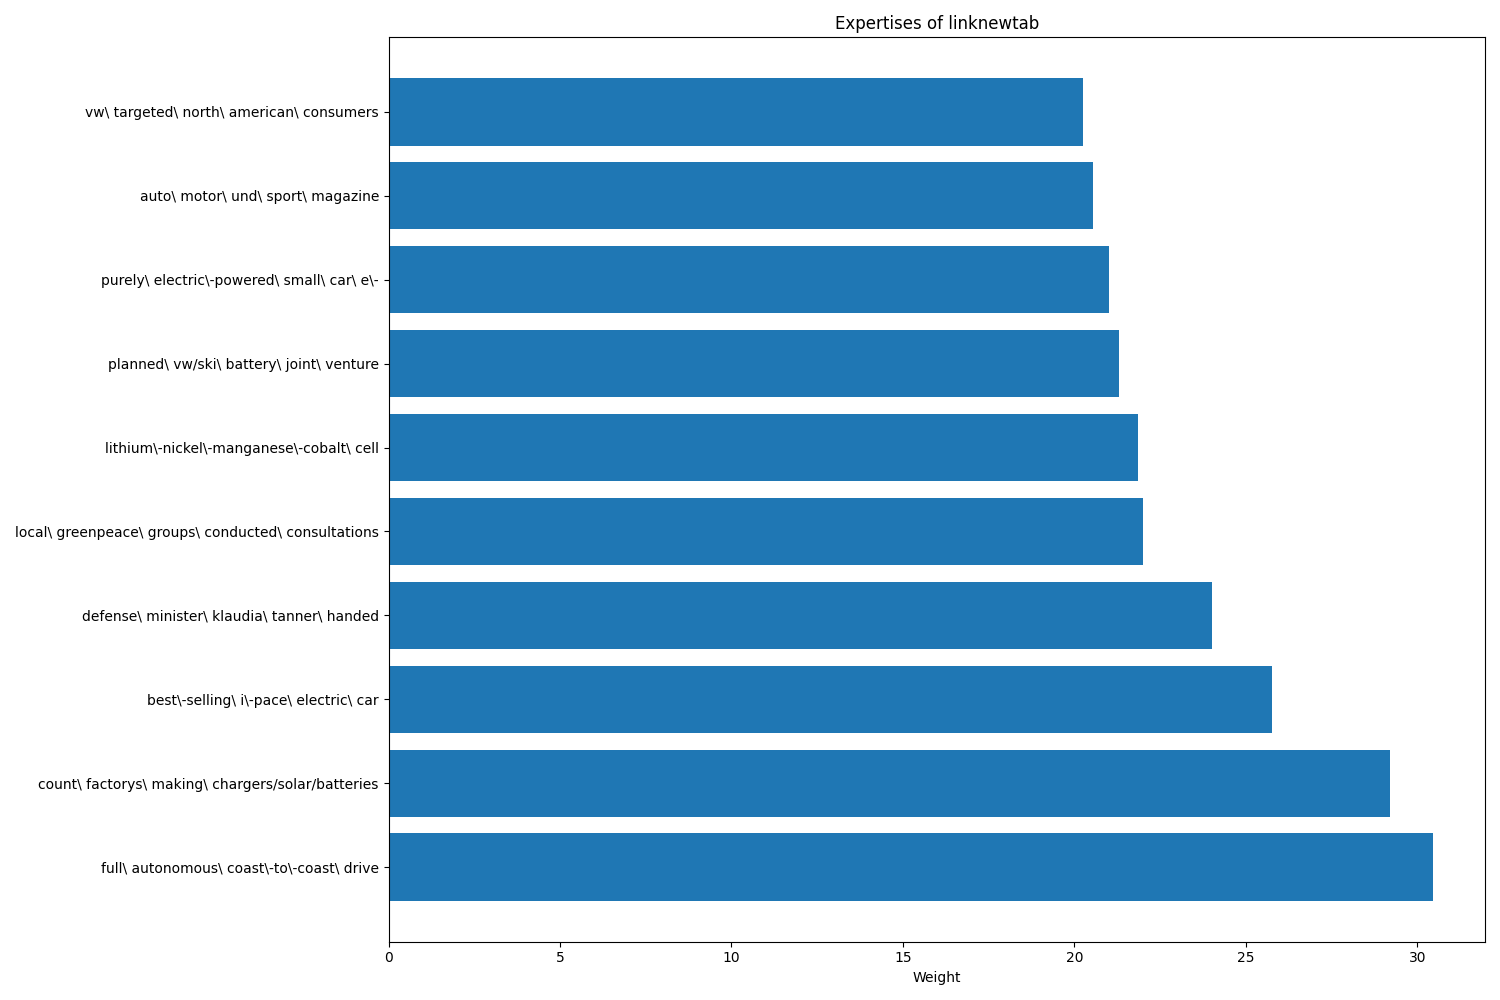 Expertises of linknewtab
vw\ targeted\ north\ american\ consumers
auto\ motor\ und\ sport\ magazine
purely\ electric\-powered\ small\ car\ e\-
planned\ vw/ski\ battery\ joint\ venture
lithium\-nickel\-manganese\-cobalt\ cell
local\ greenpeace\ groups\ conducted\ consultations
defense\ minister\ klaudia\ tanner\ handed
best\-selling\ i\-pace\ electric\ car
count\ factorys\ making\ chargers/solar/batteries
full\ autonomous\ coast\-to\-coast\ drive
0 5 10 15 20 25 30
Weight